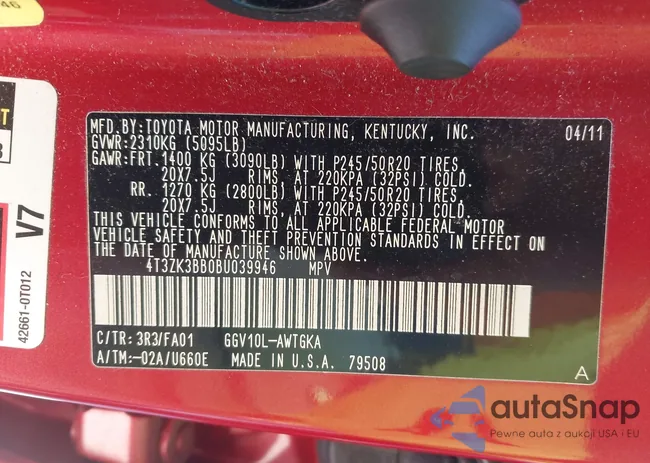 46
MFD.BY:TOYOTA MOTOR MANUFACTURING, KENTUCKY, INC. 04/11
GVWR:2310KG (5095LB)
GAWR:FRT. 1400 KG (3090LB) WITH P245/50R20 TIRES,
20X7.5J RIMS, AT 220KPA (32PSI) COLD.
RR. 1270 KG (2800LB) WITH P245/50R20 TIRES,
20X7.5J RIMS, AT 220KPA (32PSI) COLD.
THIS VEHICLE CONFORMS TO ALL APPLICABLE FEDERAL MOTOR
VEHICLE SAFETY AND THEFT PREVENTION STANDARDS IN EFFECT ON
THE DATE OF MANUFACTURE SHOWN ABOVE.
4T3ZK3BB0BU039946 MPV
C/TR: 3R3/FA01 GGV10L-AWTGKA
A/TM:-02A/U660E MADE IN U.S.A. 79508
A
V7
42661-0T012
autaSnap
Pewne auta z aukcji USA i EU